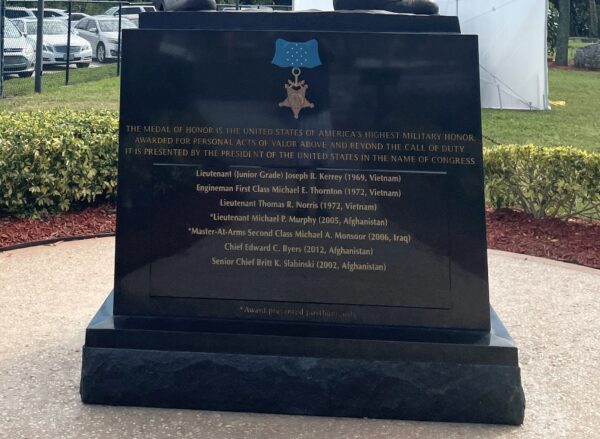 THE MEDAL OF HONOR IS THE UNITED STATES OF AMERICA'S HIGHEST MILITARY HONOR,
AWARDED FOR PERSONAL ACTS OF VALOR ABOVE AND BEYOND THE CALL OF DUTY
IT IS PRESENTED BY THE PRESIDENT OF THE UNITED STATES IN THE NAME OF CONGRESS
Lieutenant (Junior Grade) Joseph R. Kerrey (1969, Vietnam)
Engineman First Class Michael E. Thornton (1972, Vietnam)
Lieutenant Thomas R. Norris (1972, Vietnam)
*Lieutenant Michael P. Murphy (2005, Afghanistan)
*Master-At-Arms Second Class Michael A. Monsoor (2006, Iraq)
Chief Edward C. Byers (2012, Afghanistan)
Senior Chief Britt K. Slabinski (2002, Afghanistan)
*Award presented posthumously